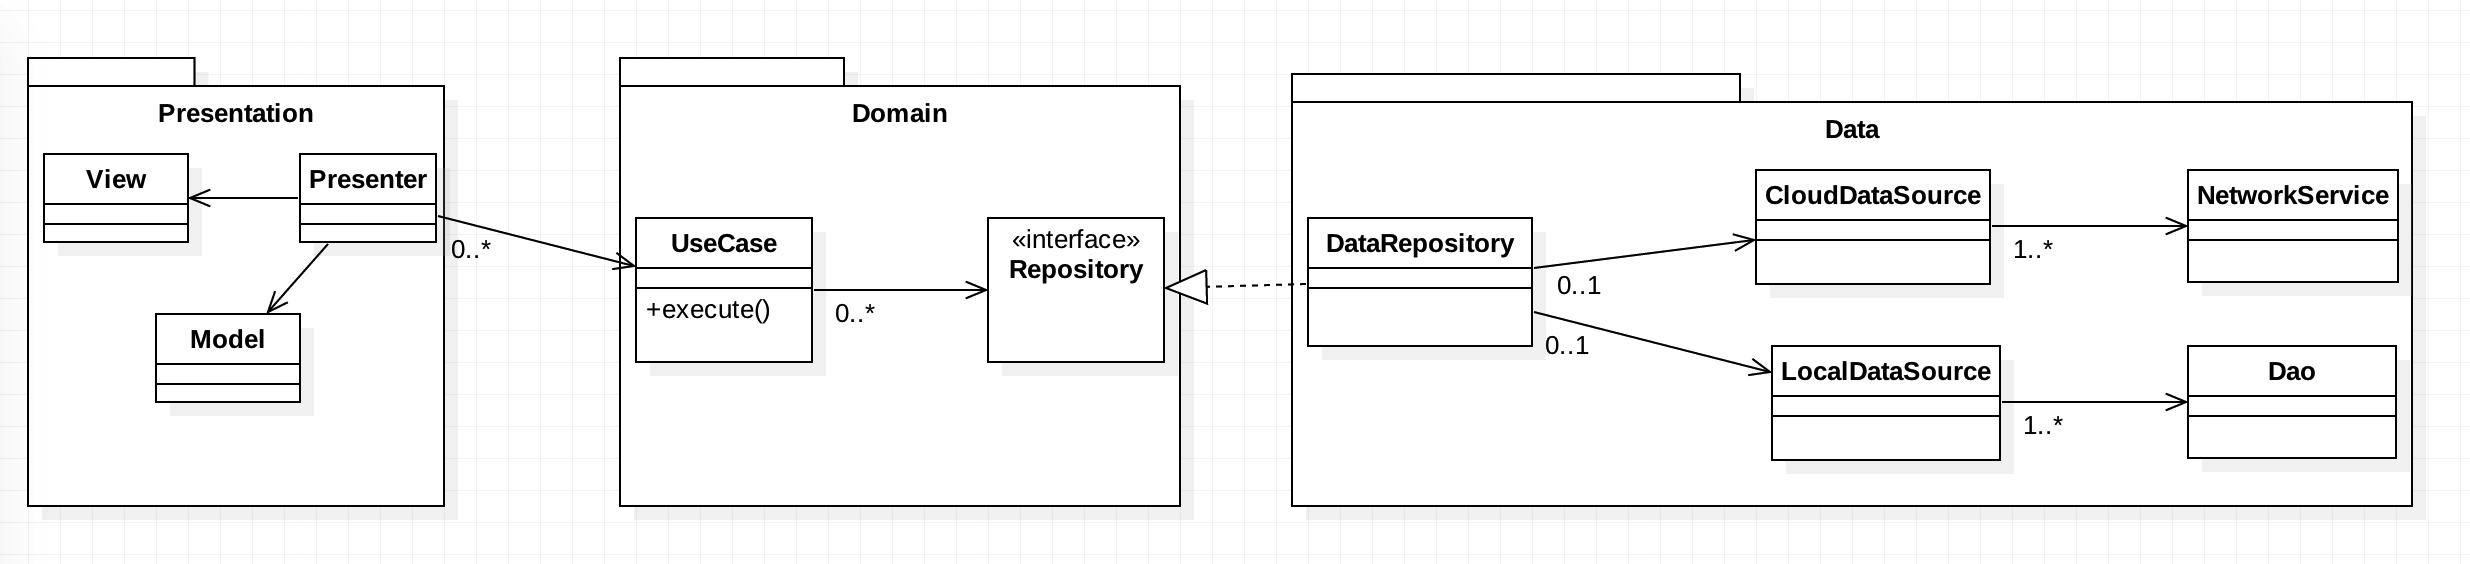 Presentation
View
Presenter
0..*
Model
Domain
UseCase
+execute()
0..*
«interface»
Repository
Data
DataRepository
0..1
0..1
CloudDataSource
1..*
NetworkService
LocalDataSource
1..*
Dao